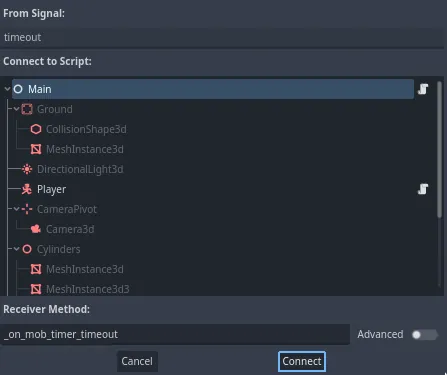 From Signal:
timeout
Connect to Script:
Main
Ground
CollisionShape3d
MeshInstance3d
DirectionalLight3d
Player
CameraPivot
Camera3d
Cylinders
MeshInstance3d
MeshInstance3d3
Receiver Method:
_on_mob_timer_timeout Advanced
Cancel Connect